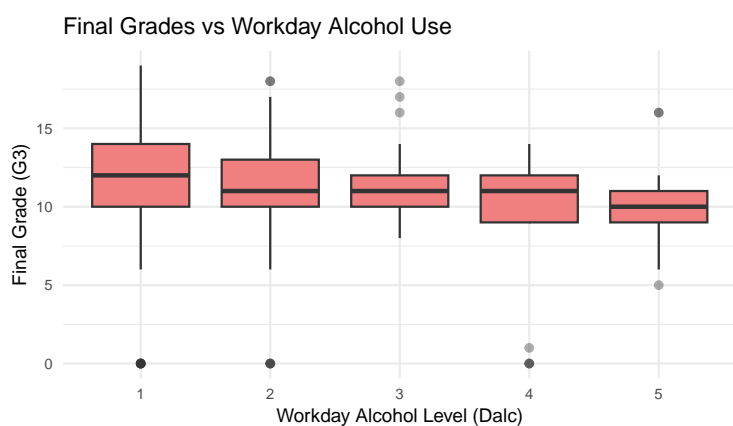 Final Grades vs Workday Alcohol Use
Final Grade (G3)
15
10
5
0
1 2 3 4 5
Workday Alcohol Level (Dalc)